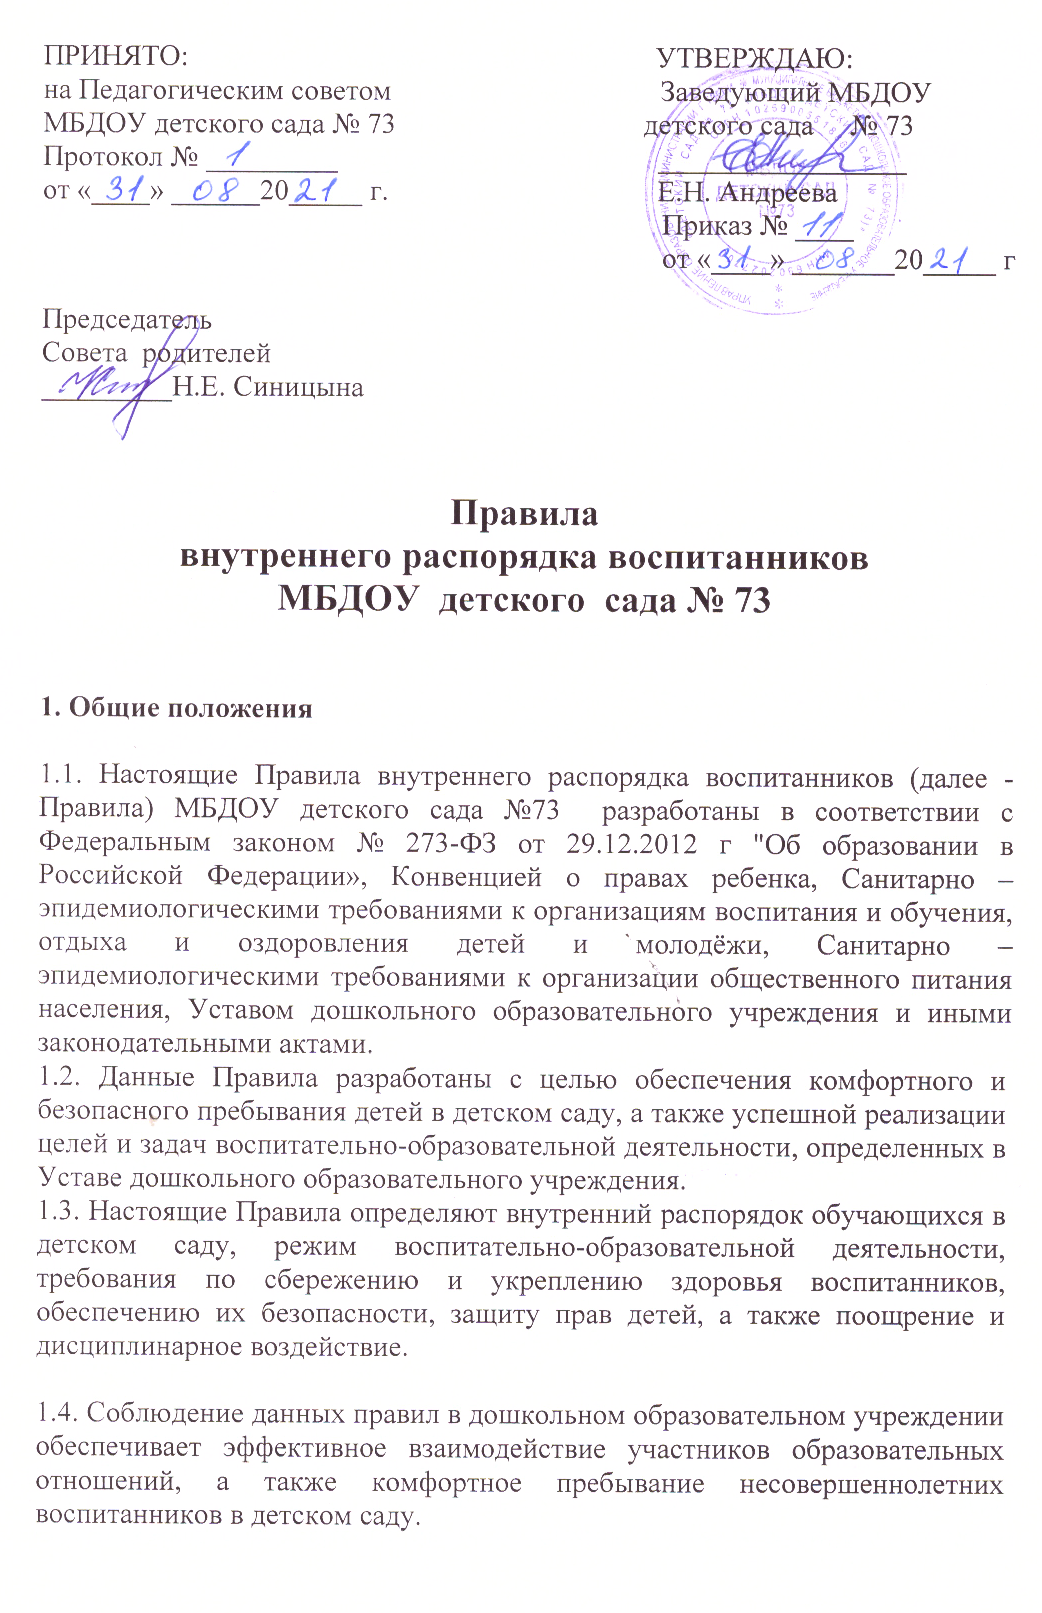 ПРИНЯТО:
на Педагогическим советом
МБДОУ детского сада № 73
Протокол № 1
от «31» 08 2021 г.
УТВЕРЖДАЮ:
Заведующий МБДОУ
детского сада № 73
Е.Н. Андреева
Приказ № 11
от «31» 08 2021 г
ДЕТСКИЙ САД
№73
Председатель
Совета родителей
Н.Е. Синицына
Правила
внутреннего распорядка воспитанников
МБДОУ детского сада № 73
1. Общие положения
1.1. Настоящие Правила внутреннего распорядка воспитанников (далее -
Правила) МБДОУ детского сада №73 разработаны в соответствии с
Федеральным законом № 273-ФЗ от 29.12.2012 г "Об образовании в
Российской Федерации», Конвенцией о правах ребенка, Санитарно –
эпидемиологическими требованиями к организациям воспитания и обучения,
отдыха и оздоровления детей и молодёжи, Санитарно –
эпидемиологическими требованиями к организации общественного питания
населения, Уставом дошкольного образовательного учреждения и иными
законодательными актами.
1.2. Данные Правила разработаны с целью обеспечения комфортного и
безопасного пребывания детей в детском саду, а также успешной реализации
целей и задач воспитательно-образовательной деятельности, определенных в
Уставе дошкольного образовательного учреждения.
1.3. Настоящие Правила определяют внутренний распорядок обучающихся в
детском саду, режим воспитательно-образовательной деятельности,
требования по сбережению и укреплению здоровья воспитанников,
обеспечению их безопасности, защиту прав детей, а также поощрение и
дисциплинарное воздействие.
1.4. Соблюдение данных правил в дошкольном образовательном учреждении
обеспечивает эффективное взаимодействие участников образовательных
отношений, а также комфортное пребывание несовершеннолетних
воспитанников в детском саду.